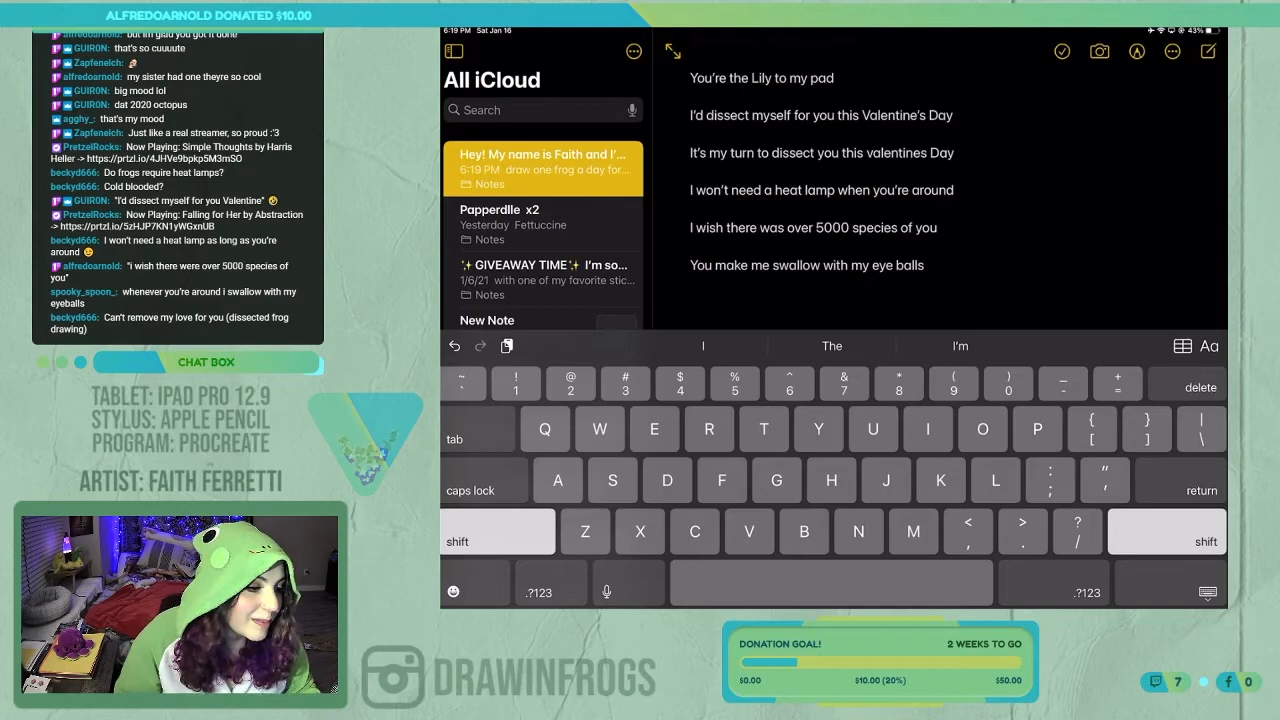 ALFREDOARNOLD DONATED $10.00
alfredoarnold: but im glad you got it done
GUIR0N: that's so cuuuute
Zapfenelch:
alfredoarnold: my sister had one theyre so cool
GUIR0N: big mood lol
GUIR0N: dat 2020 octopus
agghy_: that's my mood
Zapfenelch: Just like a real streamer, so proud :'3
PretzelRocks: Now Playing: Simple Thoughts by Harris
Heller -> https://prtzl.io/4JHVe9bpkp5M3mSO
beckyd666: Do frogs require heat lamps?
beckyd666: Cold blooded?
GUIR0N: "I'd dissect myself for you Valentine"
PretzelRocks: Now Playing: Falling for Her by Abstraction
-> https://prtzl.io/5zHJP7KN1yWGxnUB
beckyd666: I won't need a heat lamp as long as you're
around
alfredoarnold: "i wish there were over 5000 species of
you"
spooky_spoon_: whenever you're around i swallow with my
eyeballs
beckyd666: Can't remove my love for you (dissected frog
drawing)
CHAT BOX
TABLET: IPAD PRO 12.9
STYLUS: APPLE PENCIL
PROGRAM: PROCREATE
ARTIST: FAITH FERRETTI
6:19 PM Sat Jan 16
43%
All iCloud
Search
Hey! My name is Faith and I'...
6:19 PM draw one frog a day for...
Notes
Papperdlle x2
Yesterday Fettuccine
Notes
✨ GIVEAWAY TIME✨ I'm so...
1/6/21 with one of my favorite stic...
Notes
New Note
You're the Lily to my pad
I'd dissect myself for you this Valentine's Day
It's my turn to dissect you this valentines Day
I won't need a heat lamp when you're around
I wish there was over 5000 species of you
You make me swallow with my eye balls
I The I'm Aa
~ ! @ # $ % ^ & * ( ) _ +
` 1 2 3 4 5 6 7 8 9 0 - = delete
tab Q W E R T Y U I O P { [ } ] | \
caps lock A S D F G H J K L : ; " ' return
shift Z X C V B N M < , > . ? / shift
.?123 .?123
DRAWINFROGS
DONATION GOAL! 2 WEEKS TO GO
$0.00 $10.00 (20%) $50.00
7 0